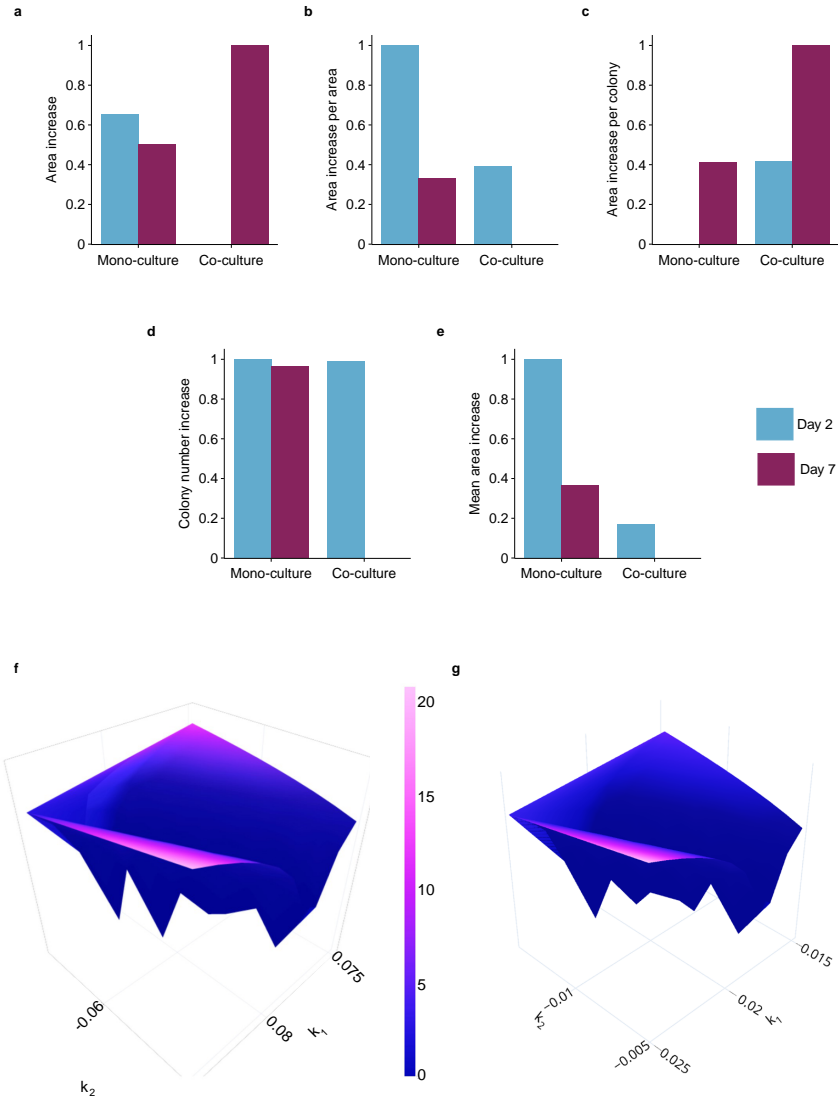 a
b
c
Area increase
1
0.8
0.6
0.4
0.2
0
Mono-culture
Co-culture
Area increase per area
1
0.8
0.6
0.4
0.2
0
Mono-culture
Co-culture
Area increase per colony
1
0.8
0.6
0.4
0.2
0
Mono-culture
Co-culture
d
e
Colony number increase
1
0.8
0.6
0.4
0.2
0
Mono-culture
Co-culture
Mean area increase
1
0.8
0.6
0.4
0.2
0
Mono-culture
Co-culture
Day 2
Day 7
f
g
20
15
10
5
0
0.075
0.08
k₁
-0.06
k₂
−0.015
−0.02
k₁
−0.025
−0.01
k₂
−0.005